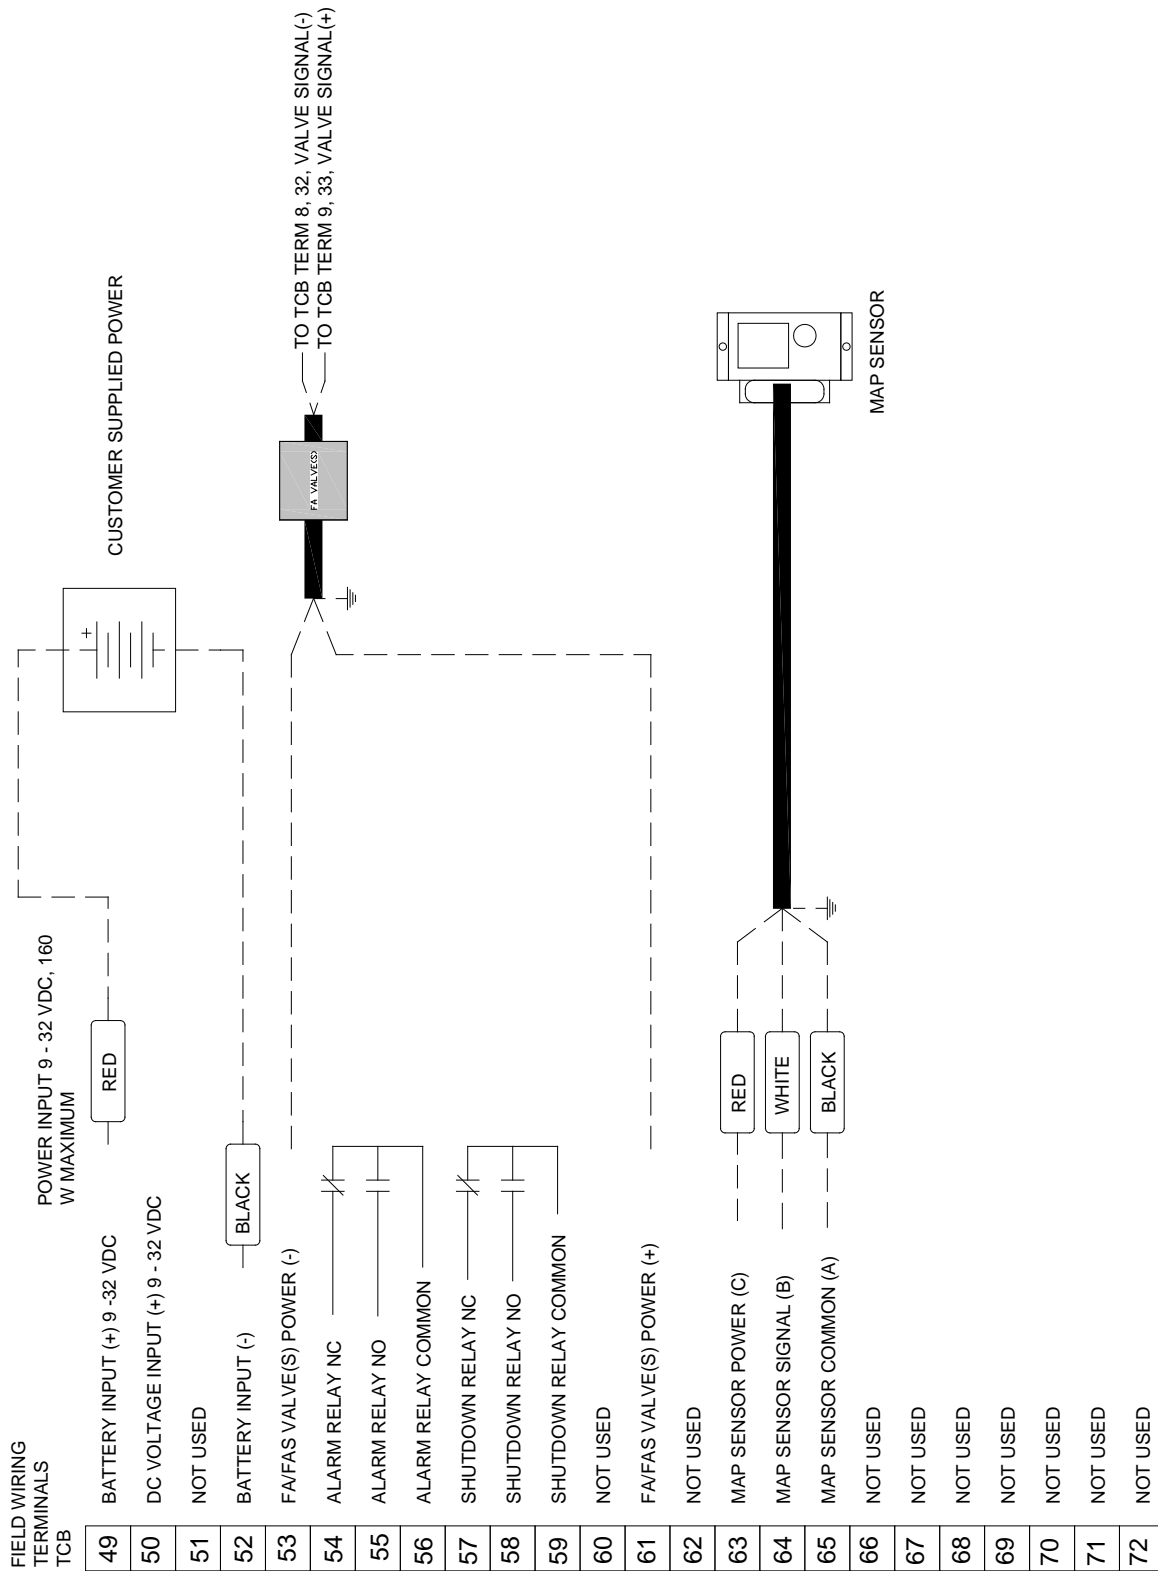 FIELD WIRING
TERMINALS
TCB
49 BATTERY INPUT (+) 9 -32 VDC
50 DC VOLTAGE INPUT (+) 9 - 32 VDC
51 NOT USED
52 BATTERY INPUT (-)
53 FA/FAS VALVE(S) POWER (-)
54 ALARM RELAY NC
55 ALARM RELAY NO
56 ALARM RELAY COMMON
57 SHUTDOWN RELAY NC
58 SHUTDOWN RELAY NO
59 SHUTDOWN RELAY COMMON
60 NOT USED
61 FA/FAS VALVE(S) POWER (+)
62 NOT USED
63 MAP SENSOR POWER (C)
64 MAP SENSOR SIGNAL (B)
65 MAP SENSOR COMMON (A)
66 NOT USED
67 NOT USED
68 NOT USED
69 NOT USED
70 NOT USED
71 NOT USED
72 NOT USED
POWER INPUT 9 - 32 VDC, 160
W MAXIMUM
RED
BLACK
RED
WHITE
BLACK
+
CUSTOMER SUPPLIED POWER
FA VALVE(S)
TO TCB TERM 8, 32, VALVE SIGNAL(-)
TO TCB TERM 9, 33, VALVE SIGNAL(+)
MAP SENSOR